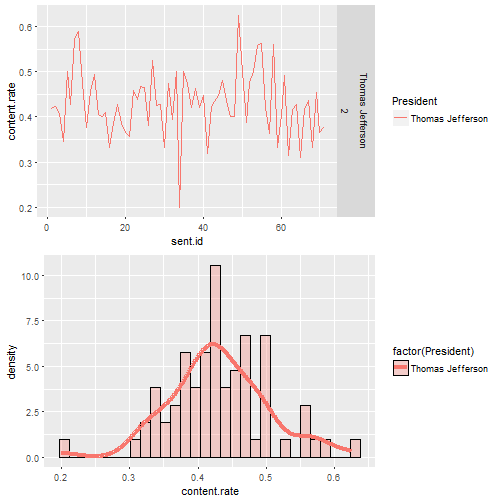 0.6
0.5
0.4
0.3
0.2
content.rate
0
20
40
60
sent.id
Thomas Jefferson
2
President
Thomas Jefferson
10.0
7.5
5.0
2.5
0.0
density
0.2
0.3
0.4
0.5
0.6
content.rate
factor(President)
Thomas Jefferson